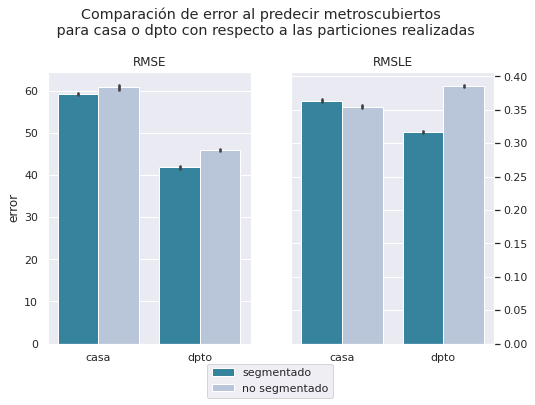 Comparación de error al predecir metroscubiertos
para casa o dpto con respecto a las particiones realizadas
RMSE
RMSLE
error
60
50
40
30
20
10
0
casa
dpto
0.40
0.35
0.30
0.25
0.20
0.15
0.10
0.05
0.00
casa
dpto
segmentado
no segmentado